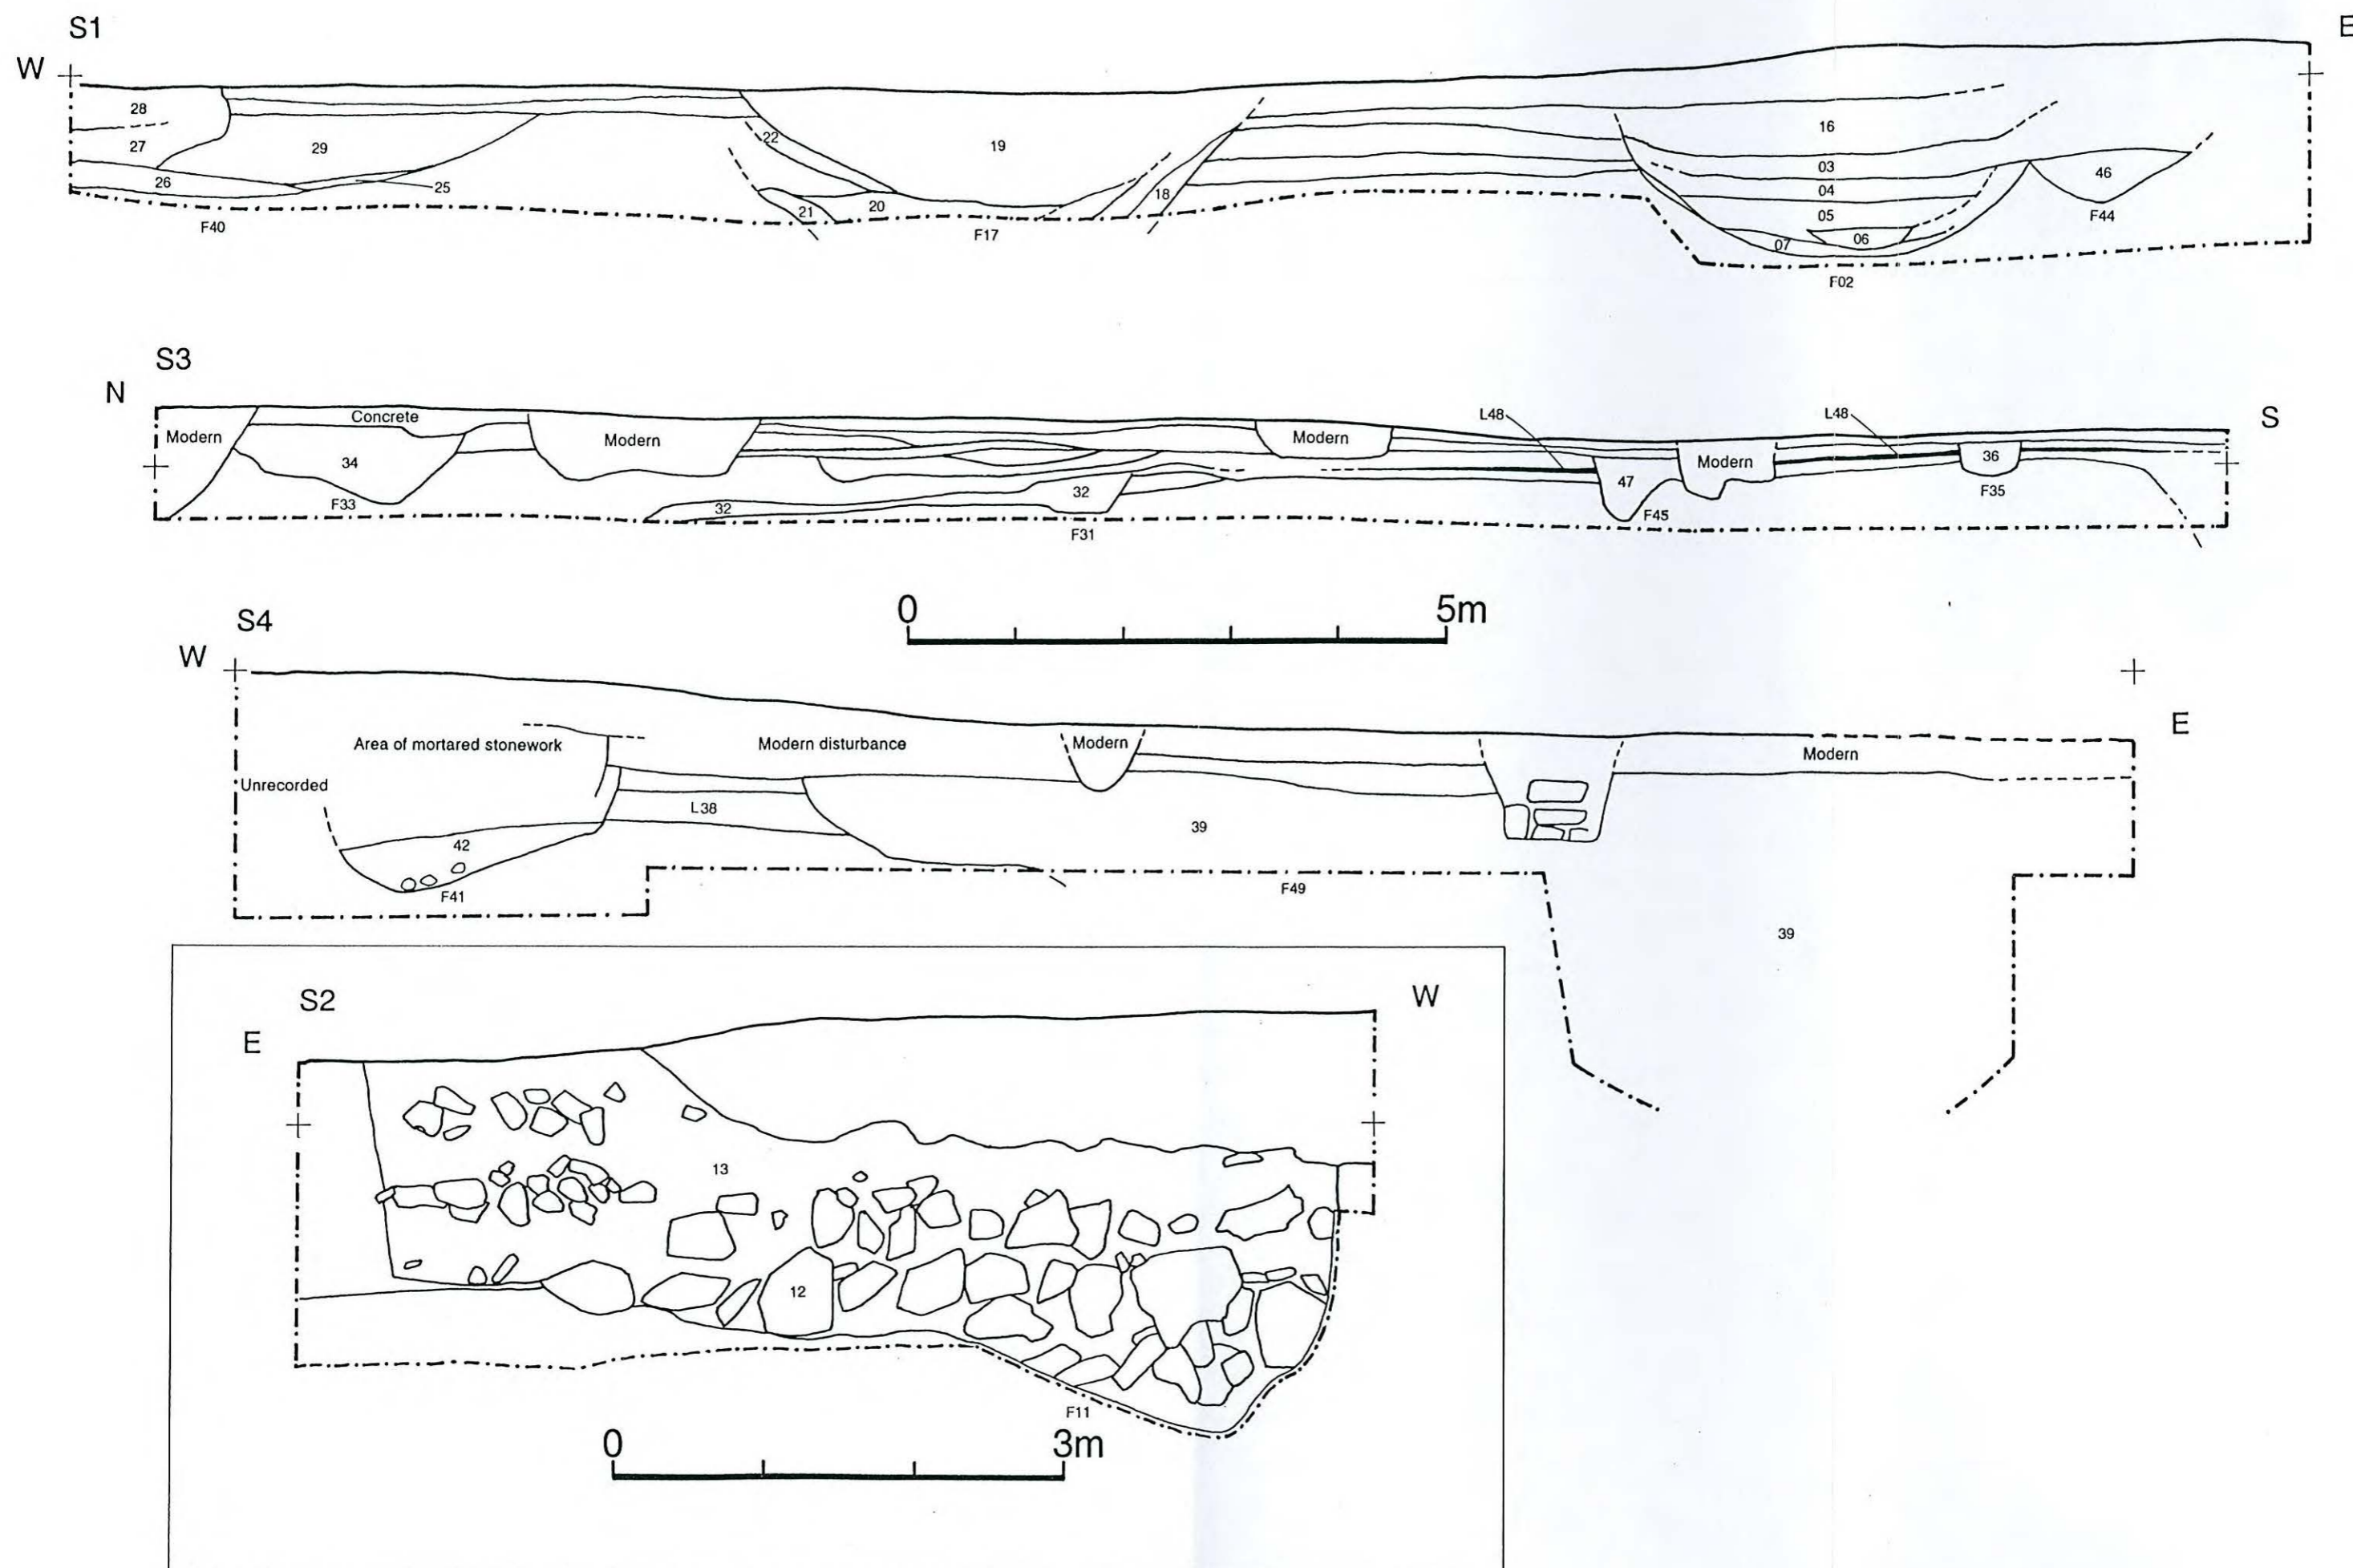 S1
W
E
28
27
26
29
25
F40
22
21
20
19
18
F17
16
03
04
05
06
07
F02
46
F44
S3
N
S
Modern
Concrete
34
F33
Modern
32
32
F31
Modern
L48
47
F45
Modern
L48
36
F35
0 5m
S4
W
E
Area of mortared stonework
Unrecorded
42
F41
Modern disturbance
L38
Modern
39
F49
Modern
39
S2
E
W
13
12
F11
0 3m